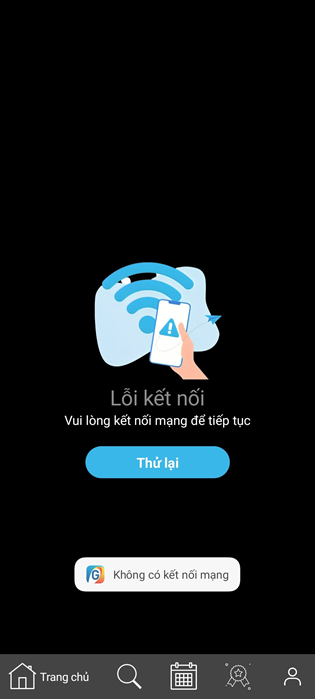 Lỗi kết nối
Vui lòng kết nối mạng để tiếp tục
Thử lại
G
Không có kết nối mạng
Trang chủ